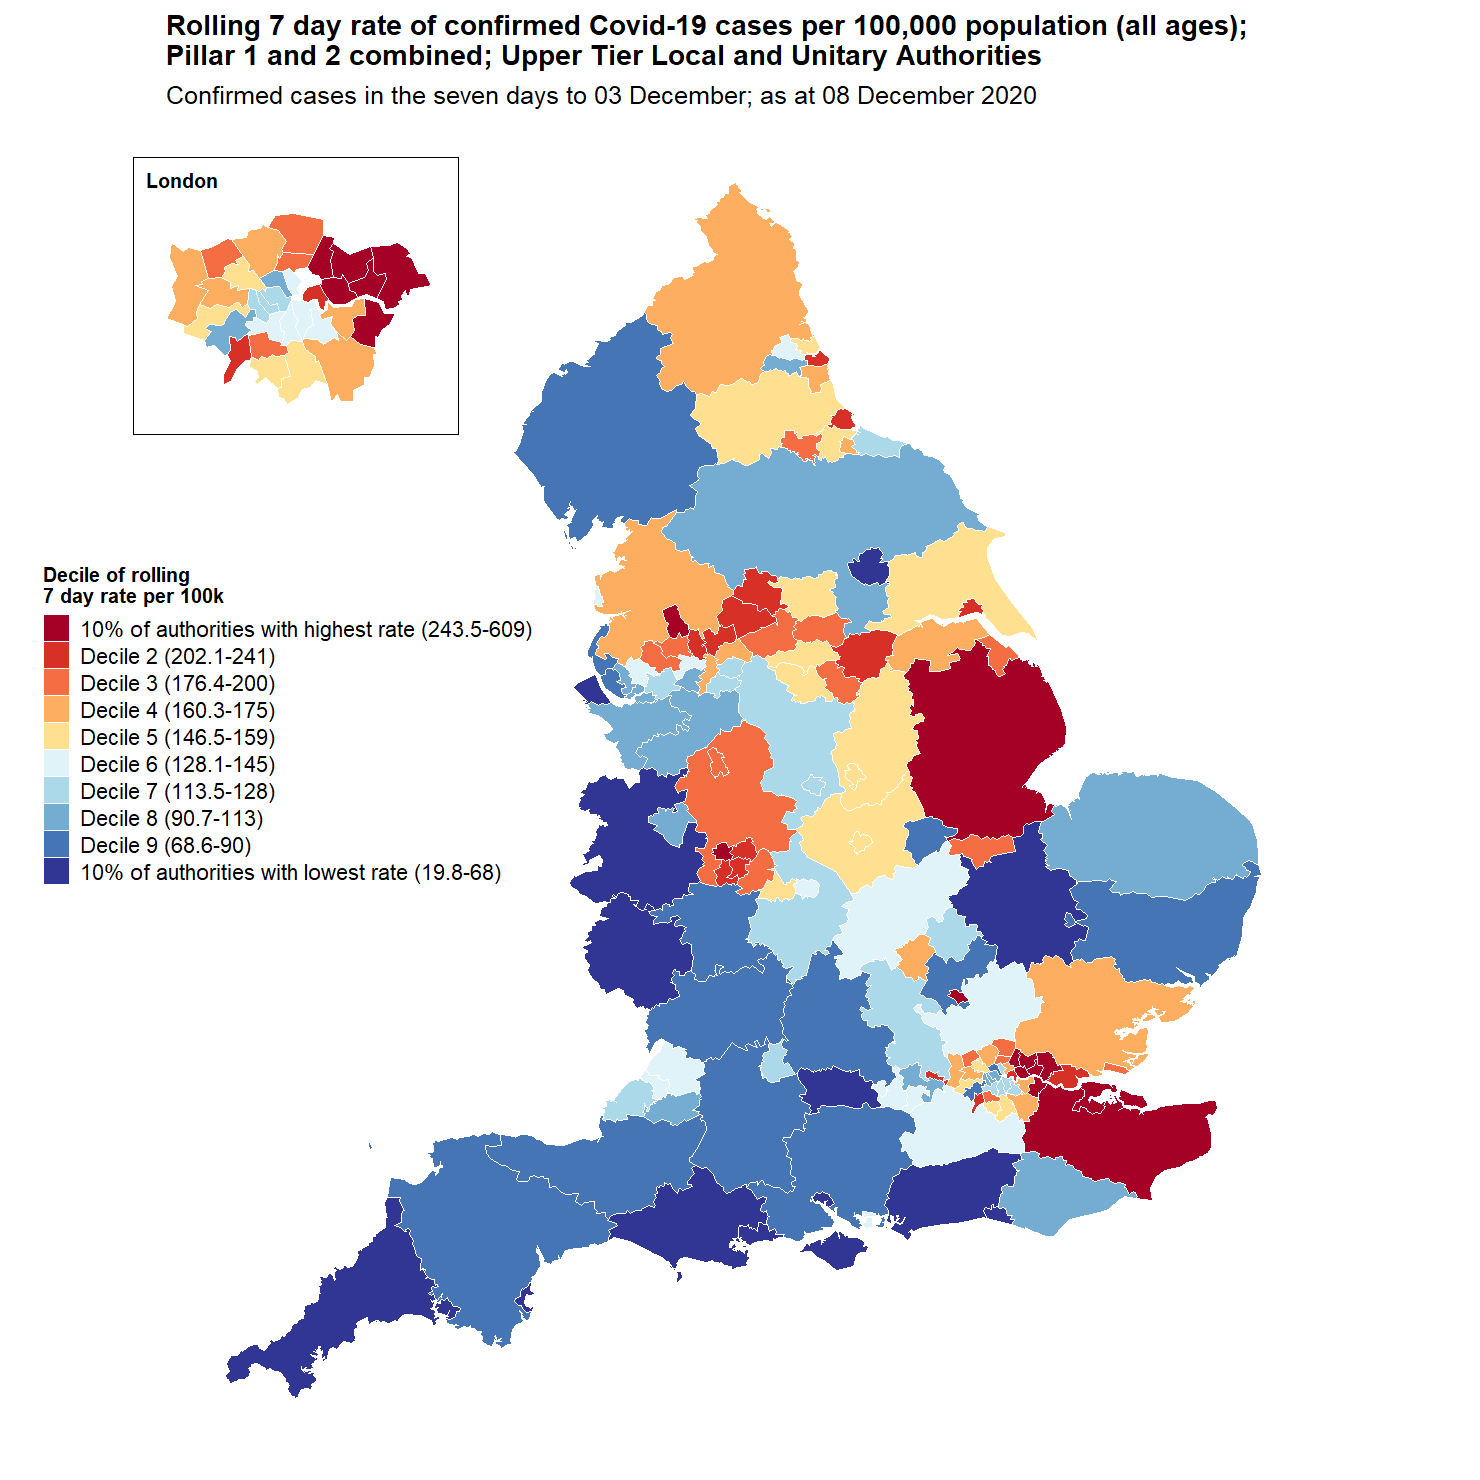 Rolling 7 day rate of confirmed Covid-19 cases per 100,000 population (all ages);
Pillar 1 and 2 combined; Upper Tier Local and Unitary Authorities
Confirmed cases in the seven days to 03 December; as at 08 December 2020
London
Decile of rolling
7 day rate per 100k
10% of authorities with highest rate (243.5-609)
Decile 2 (202.1-241)
Decile 3 (176.4-200)
Decile 4 (160.3-175)
Decile 5 (146.5-159)
Decile 6 (128.1-145)
Decile 7 (113.5-128)
Decile 8 (90.7-113)
Decile 9 (68.6-90)
10% of authorities with lowest rate (19.8-68)